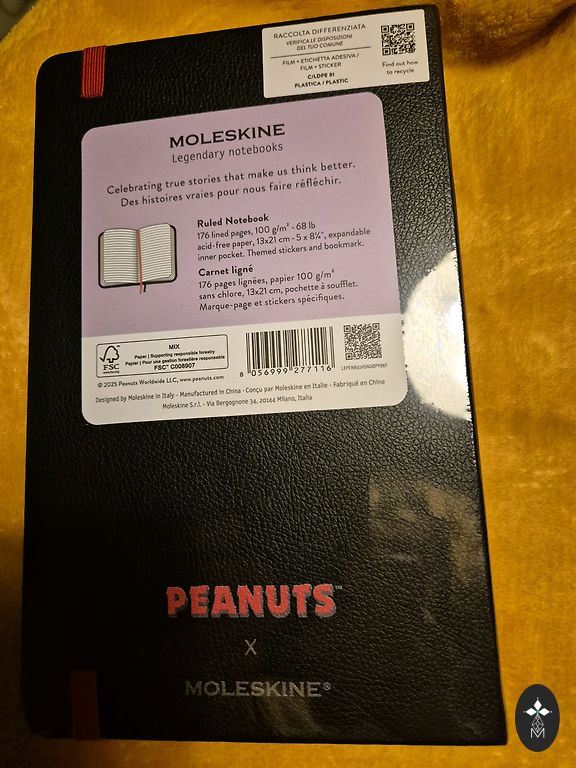 RACCOLTA DIFFERENZIATA
VERIFICA LE DISPOSIZIONI
DEL TUO COMUNE
FILM + ETICHETTA ADESIVA /
FILM + STICKER
C/LDPE 81
PLASTICA / PLASTIC
Find out how
to recycle
MOLESKINE
Legendary notebooks
Celebrating true stories that make us think better.
Des histoires vraies pour nous faire réfléchir.
Ruled Notebook
176 lined pages, 100 g/m² - 68 lb
acid-free paper, 13x21 cm - 5 x 8¼", expandable
inner pocket. Themed stickers and bookmark.
Carnet ligné
176 pages lignées, papier 100 g/m²
sans chlore, 13x21 cm, pochette à soufflet.
Marque-page et stickers spécifiques.
FSC
www.fsc.org
MIX
Paper | Supporting responsible forestry
Papier | Pour une gestion forestière responsable
FSC® C008907
© 2025 Peanuts Worldwide LLC, www.peanuts.com
8 056999 277116
Designed by Moleskine in Italy - Manufactured in China - Conçu par Moleskine en Italie - Fabriqué en Chine
Moleskine S.r.l. - Via Bergognone 34, 20144 Milano, Italia
PEANUTS™
X
MOLESKINE®
M